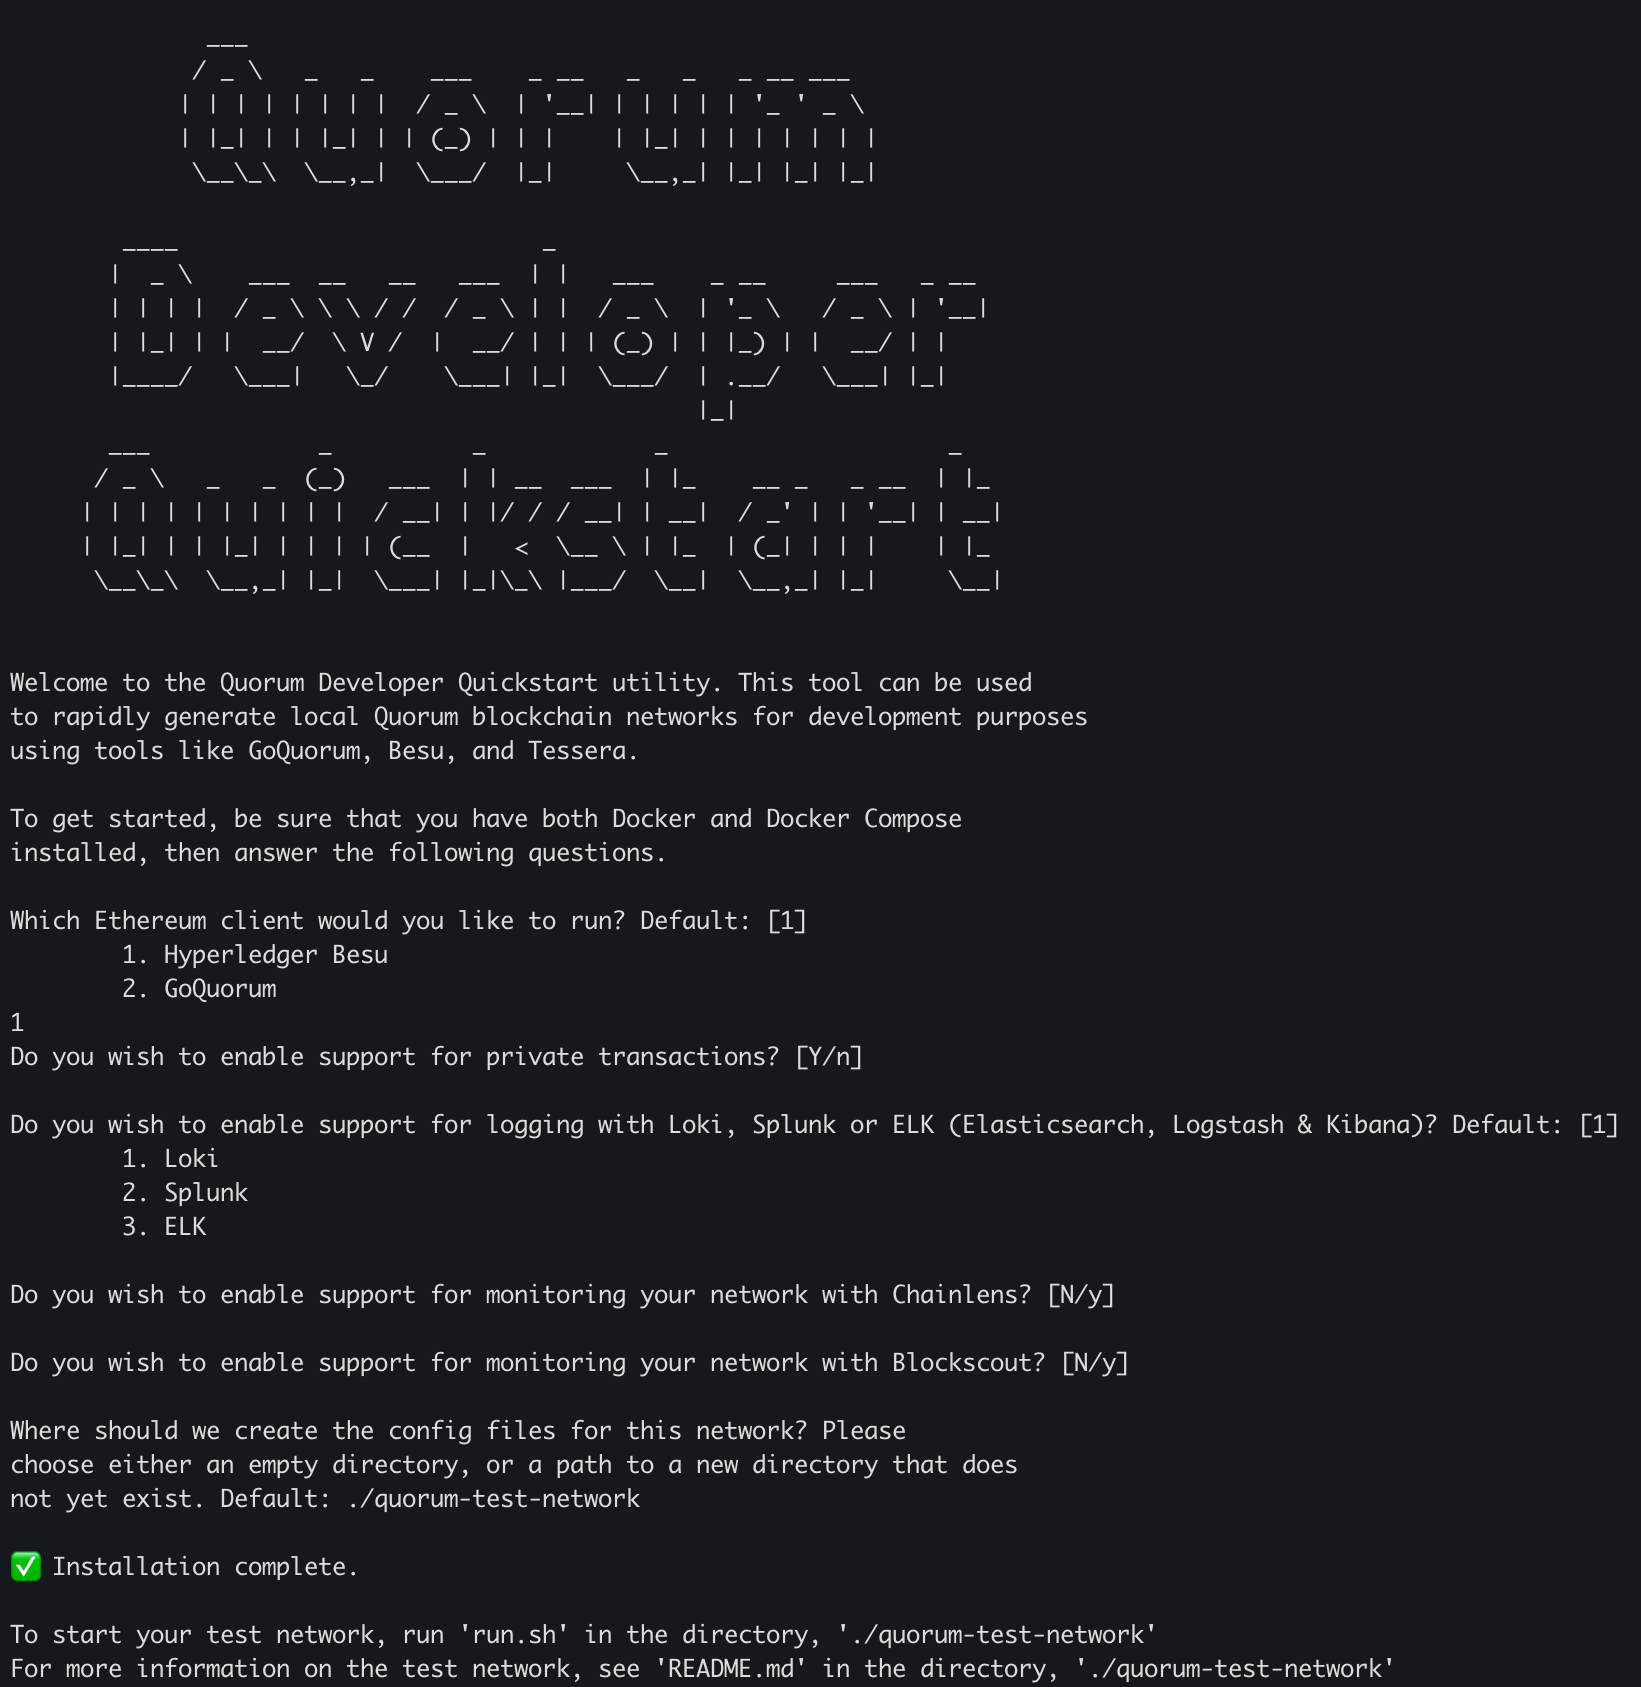 Quorum
Developer
Quickstart
Welcome to the Quorum Developer Quickstart utility. This tool can be used
to rapidly generate local Quorum blockchain networks for development purposes
using tools like GoQuorum, Besu, and Tessera.
To get started, be sure that you have both Docker and Docker Compose
installed, then answer the following questions.
Which Ethereum client would you like to run? Default: [1]
1. Hyperledger Besu
2. GoQuorum
1
Do you wish to enable support for private transactions? [Y/n]
Do you wish to enable support for logging with Loki, Splunk or ELK (Elasticsearch, Logstash & Kibana)? Default: [1]
1. Loki
2. Splunk
3. ELK
Do you wish to enable support for monitoring your network with Chainlens? [N/y]
Do you wish to enable support for monitoring your network with Blockscout? [N/y]
Where should we create the config files for this network? Please
choose either an empty directory, or a path to a new directory that does
not yet exist. Default: ./quorum-test-network
✅ Installation complete.
To start your test network, run 'run.sh' in the directory, './quorum-test-network'
For more information on the test network, see 'README.md' in the directory, './quorum-test-network'